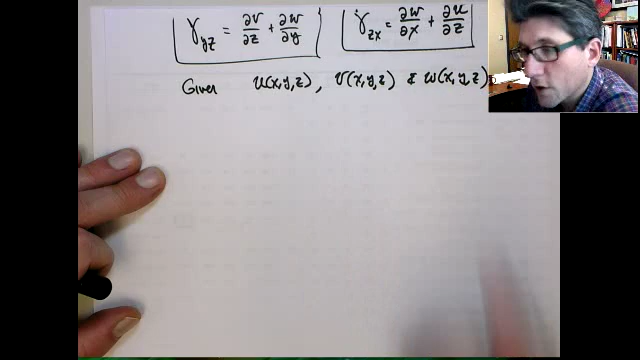 γyz = ∂v/∂z + ∂w/∂y γzx = ∂w/∂x + ∂u/∂z
Given u(x,y,z), v(x,y,z) & w(x,y,z)